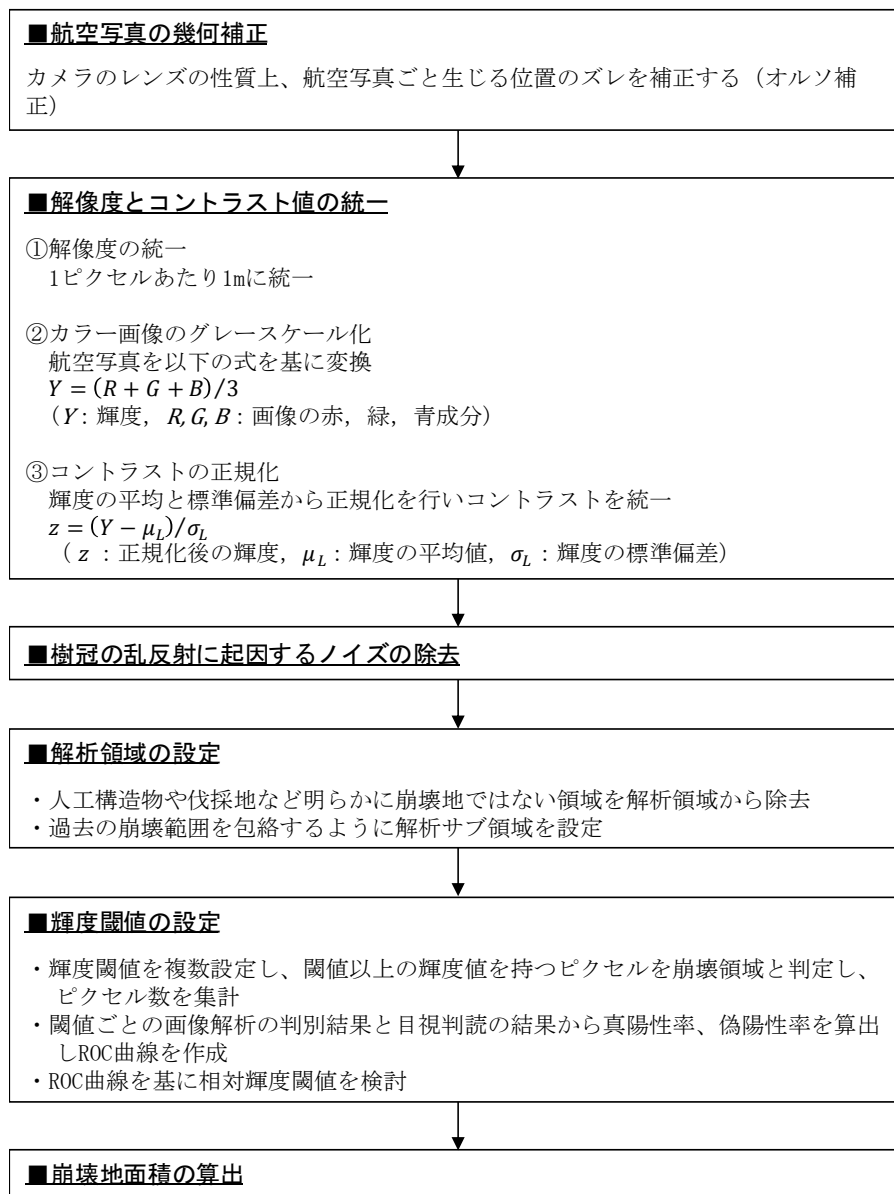 ■航空写真の幾何補正
カメラのレンズの性質上、航空写真ごと生じる位置のズレを補正する（オルソ補
正）
■解像度とコントラスト値の統一
①解像度の統一
1ピクセルあたり1mに統一
②カラー画像のグレースケール化
航空写真を以下の式を基に変換
Y = (R + G + B)/3
（Y：輝度，R, G, B：画像の赤，緑，青成分）
③コントラストの正規化
輝度の平均と標準偏差から正規化を行いコントラストを統一
z = (Y − μL)/σL
（z：正規化後の輝度，μL：輝度の平均値，σL：輝度の標準偏差）
■樹冠の乱反射に起因するノイズの除去
■解析領域の設定
・人工構造物や伐採地など明らかに崩壊地ではない領域を解析領域から除去
・過去の崩壊範囲を包絡するように解析サブ領域を設定
■輝度閾値の設定
・輝度閾値を複数設定し、閾値以上の輝度値を持つピクセルを崩壊領域と判定し、
ピクセル数を集計
・閾値ごとの画像解析の判別結果と目視判読の結果から真陽性率、偽陽性率を算出
しROC曲線を作成
・ROC曲線を基に相対輝度閾値を検討
■崩壊地面積の算出